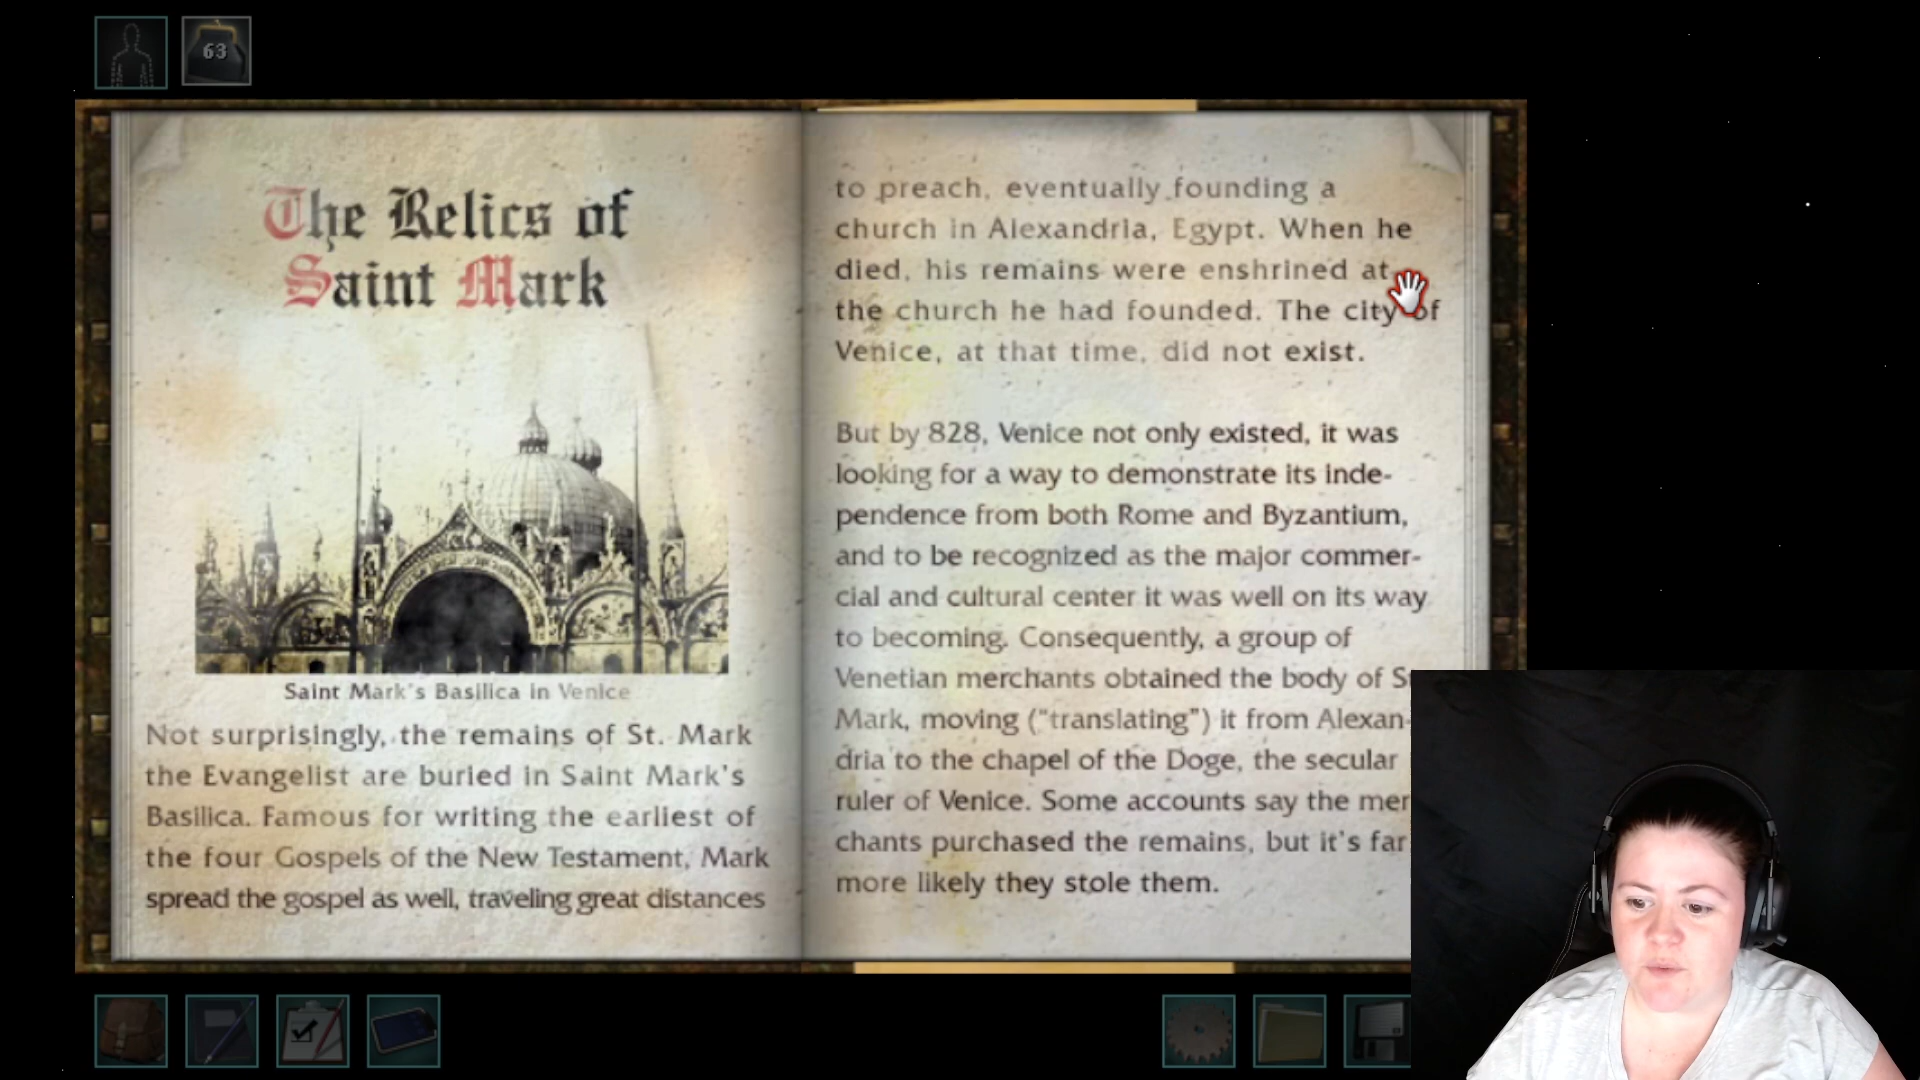 63
The Relics of
Saint Mark
Saint Mark's Basilica in Venice
Not surprisingly, the remains of St. Mark
the Evangelist are buried in Saint Mark's
Basilica. Famous for writing the earliest of
the four Gospels of the New Testament, Mark
spread the gospel as well, traveling great distances
to preach, eventually founding a
church in Alexandria, Egypt. When he
died, his remains were enshrined at
the church he had founded. The city of
Venice, at that time, did not exist.
But by 828, Venice not only existed, it was
looking for a way to demonstrate its inde-
pendence from both Rome and Byzantium,
and to be recognized as the major commer-
cial and cultural center it was well on its way
to becoming. Consequently, a group of
Venetian merchants obtained the body of
Mark, moving ("translating") it from Alexan-
dria to the chapel of the Doge, the secular
ruler of Venice. Some accounts say the mer
chants purchased the remains, but it's far
more likely they stole them.